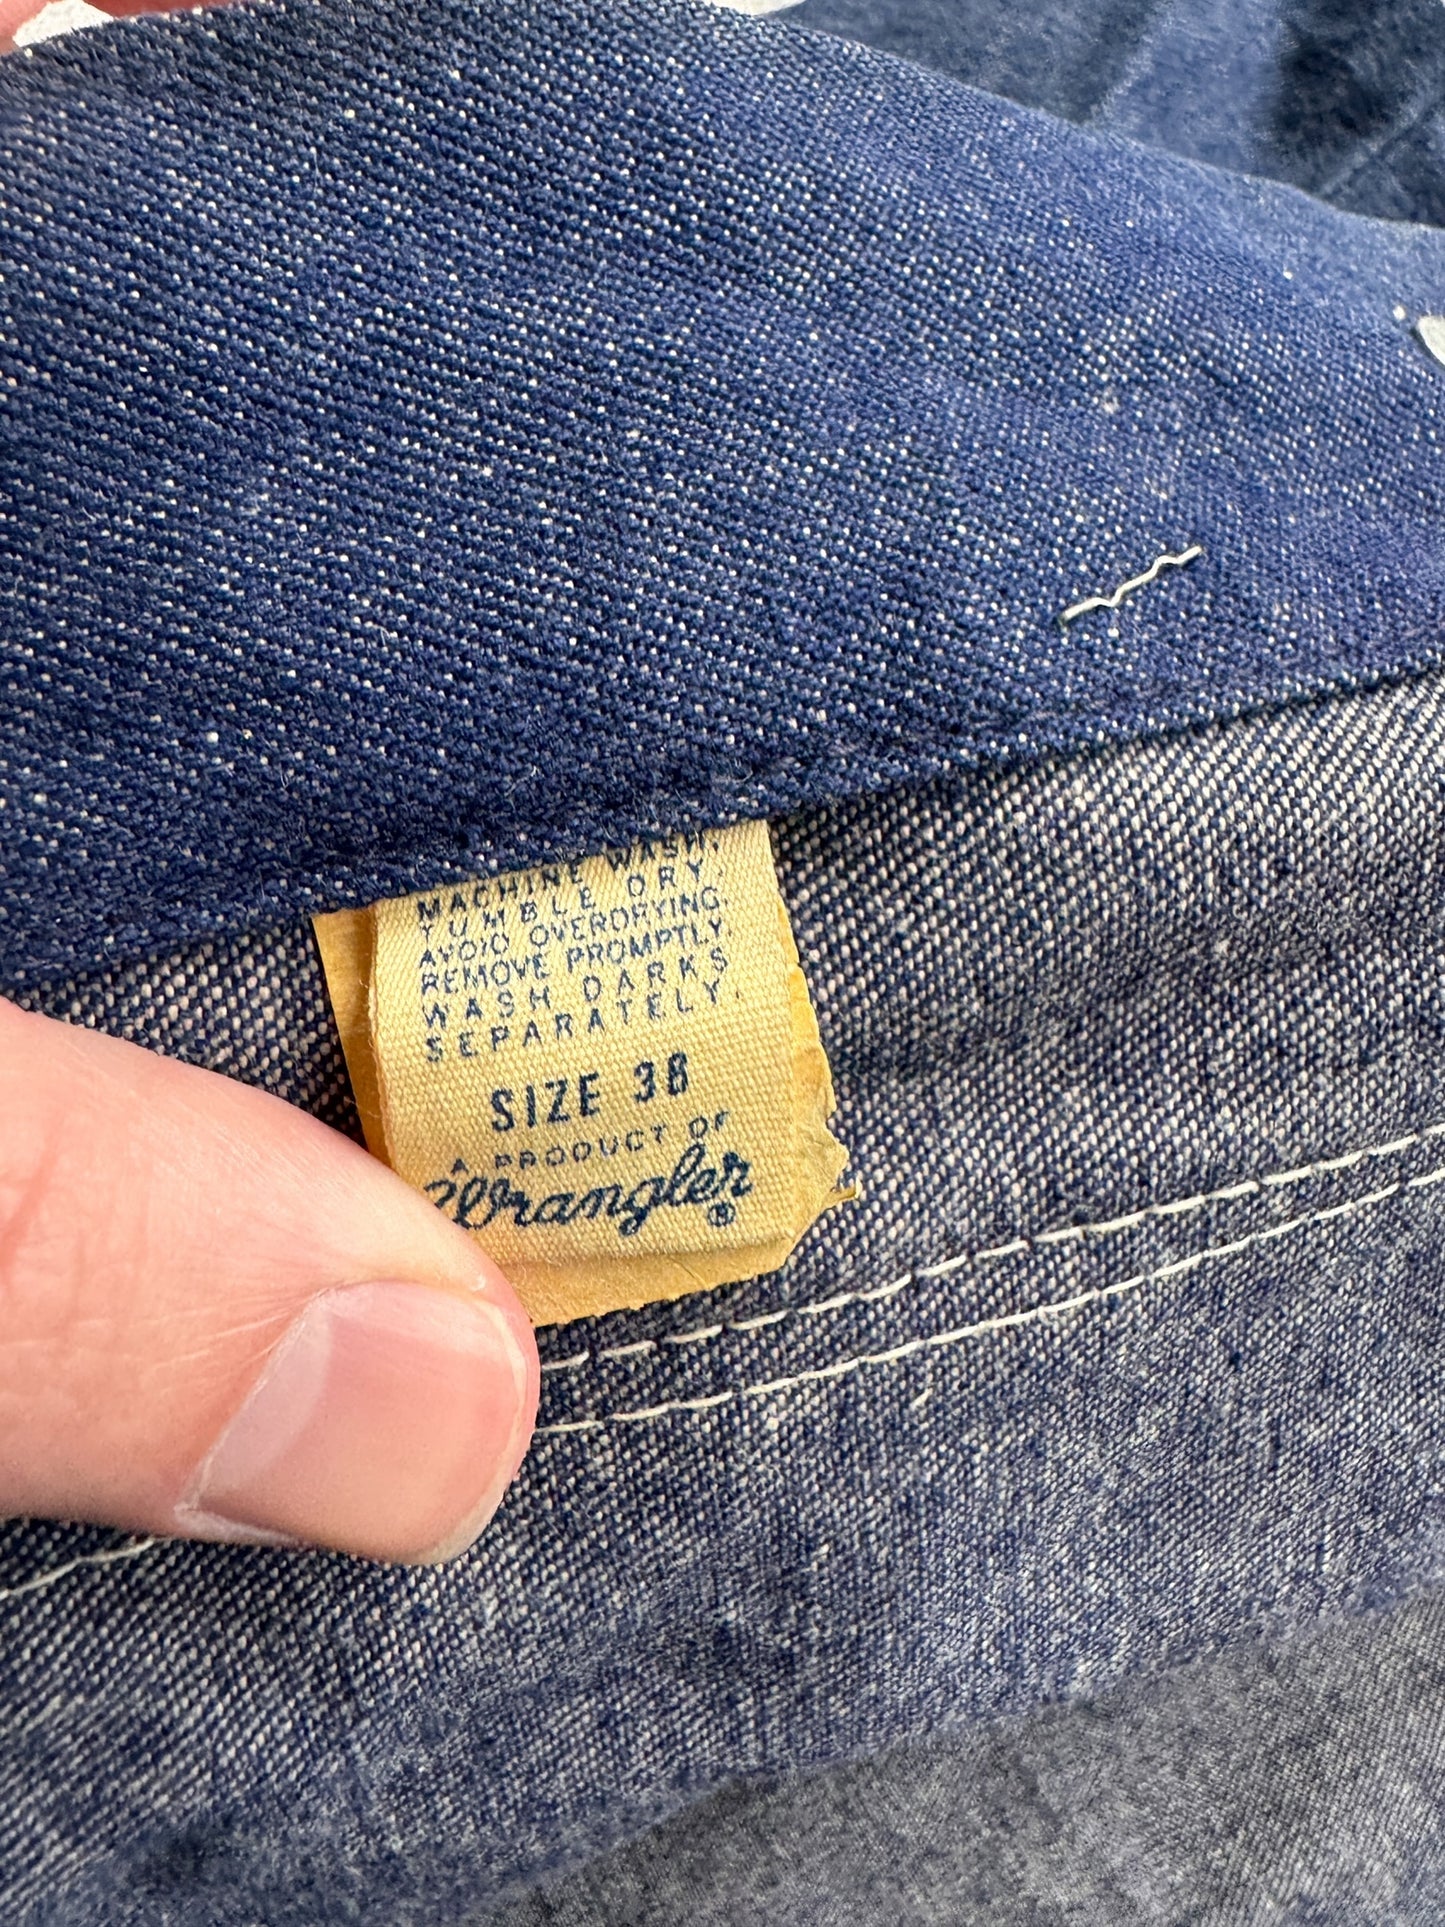 MACHINE WASH.
TUMBLE DRY.
AVOID OVERDRYING.
REMOVE PROMPTLY.
WASH DARKS
SEPARATELY.
SIZE 38
A PRODUCT OF
Wrangler®